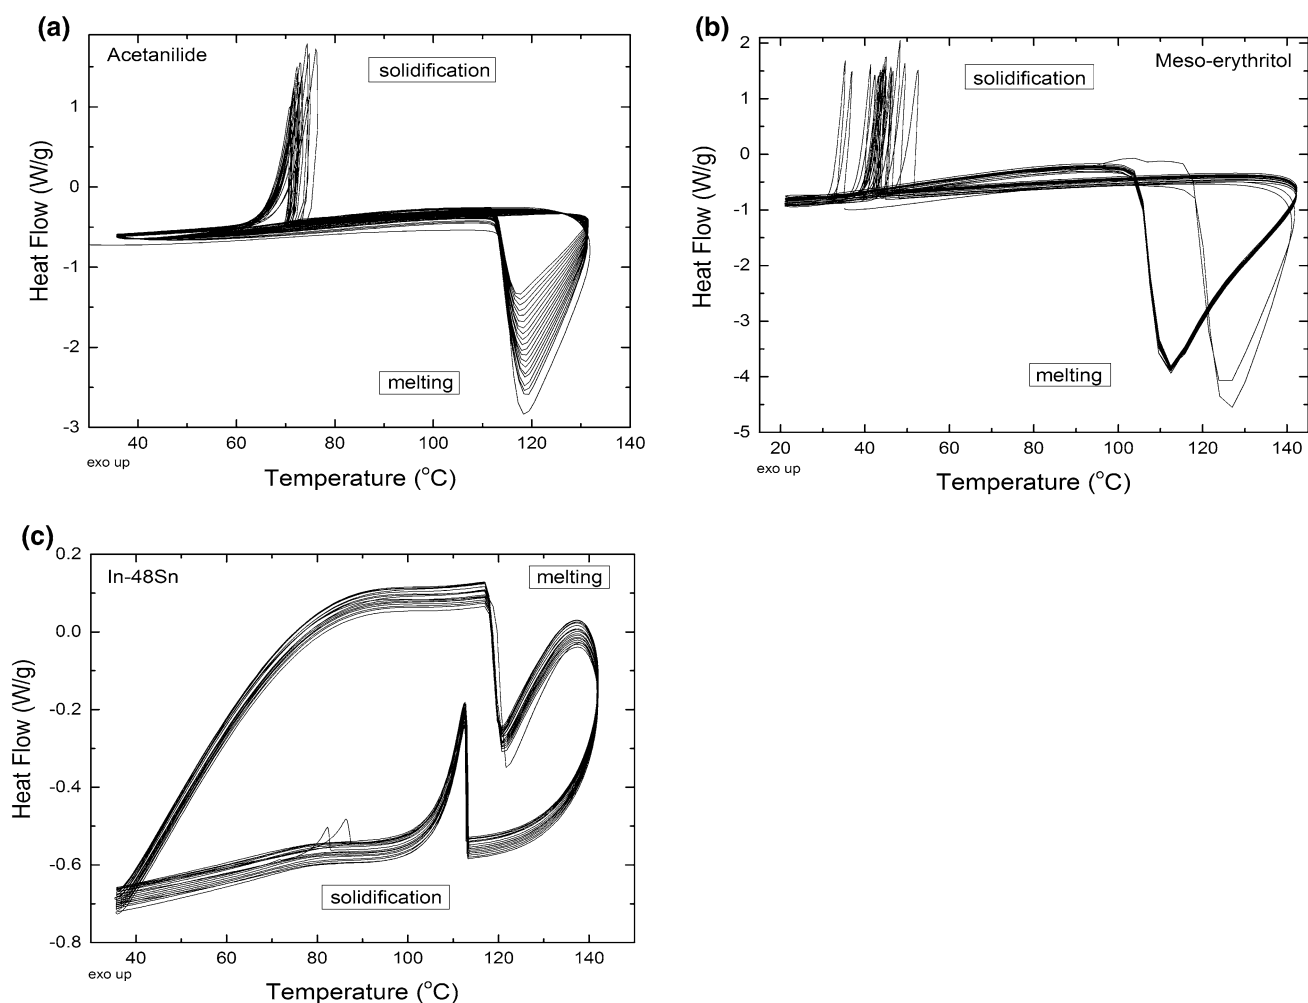 (a)
Acetanilide
solidification
melting
1
0
-1
-2
-3
Heat Flow (W/g)
40 60 80 100 120 140
exo up
Temperature (°C)
(b)
Meso-erythritol
solidification
melting
2
1
0
-1
-2
-3
-4
-5
Heat Flow (W/g)
20 40 60 80 100 120 140
exo up
Temperature (°C)
(c)
In-48Sn
melting
solidification
0.2
0.0
-0.2
-0.4
-0.6
-0.8
Heat Flow (W/g)
40 60 80 100 120 140
exo up
Temperature (°C)